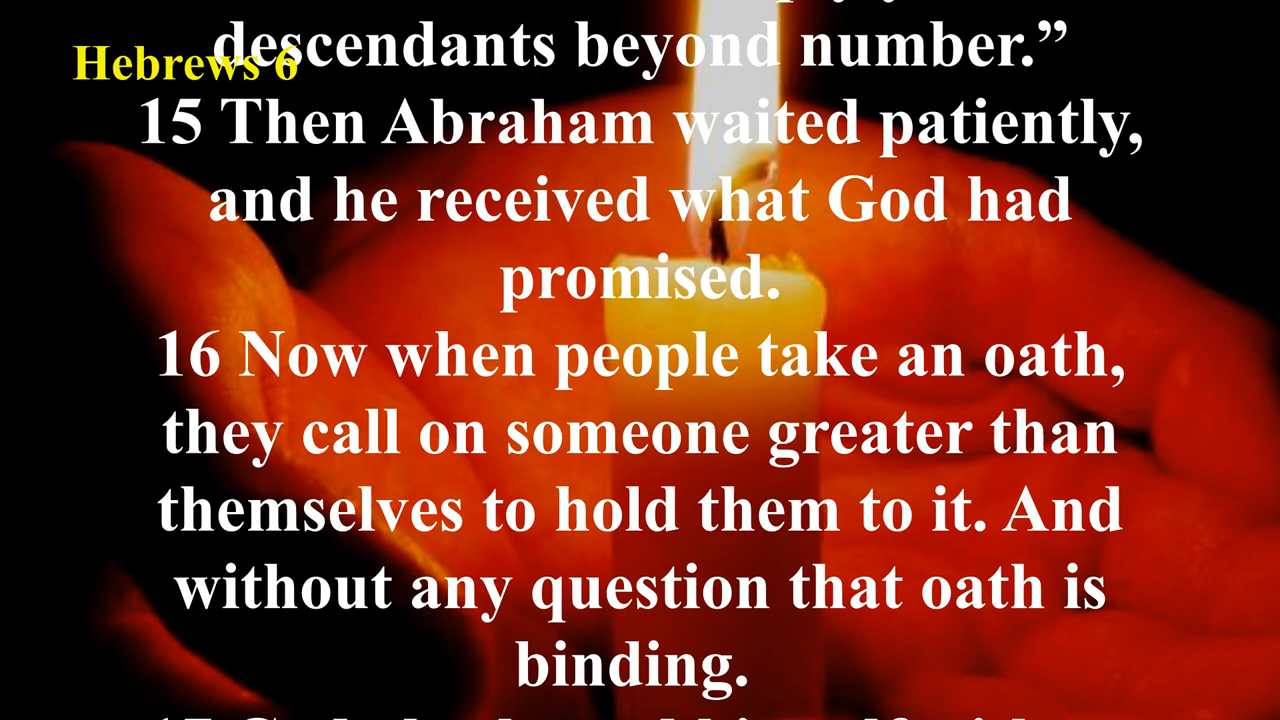 descendants beyond number.”
Hebrews 6
15 Then Abraham waited patiently,
and he received what God had
promised.
16 Now when people take an oath,
they call on someone greater than
themselves to hold them to it. And
without any question that oath is
binding.